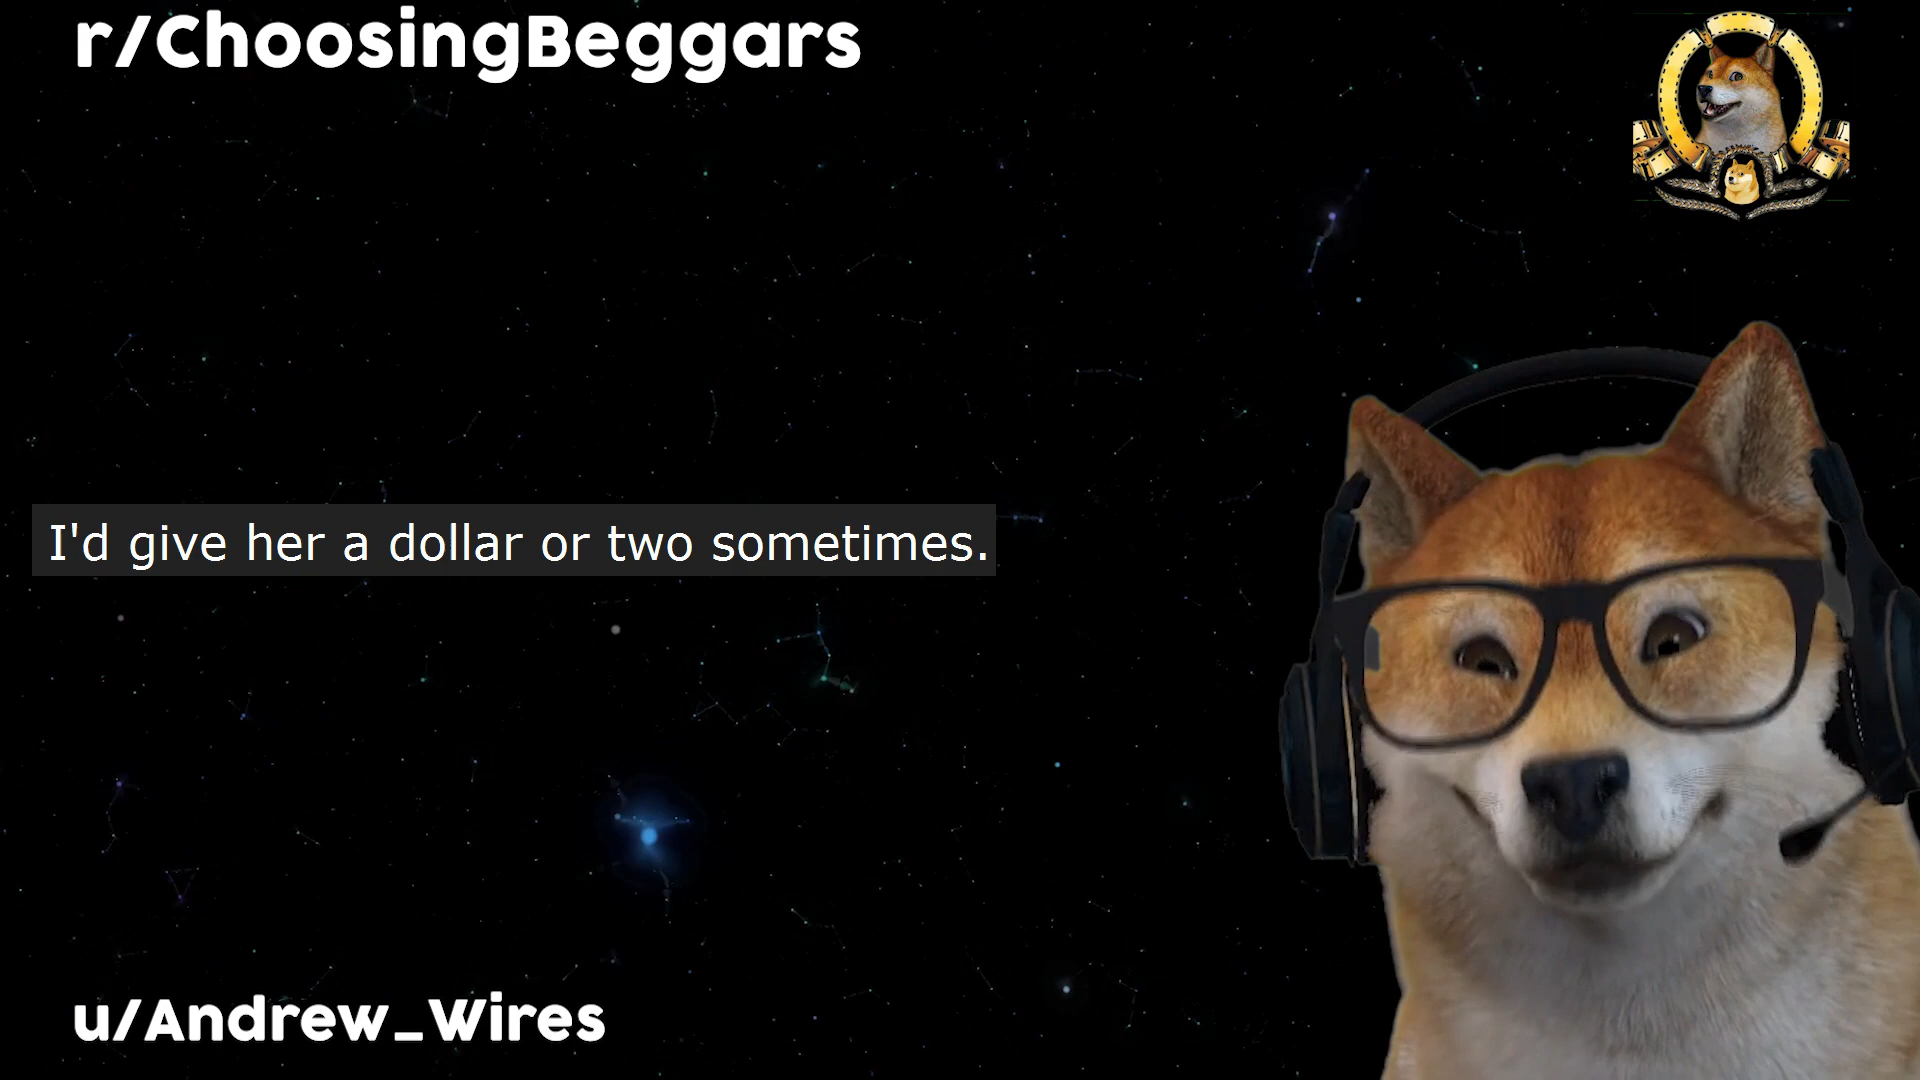 r/ChoosingBeggars
I'd give her a dollar or two sometimes.
u/Andrew_Wires